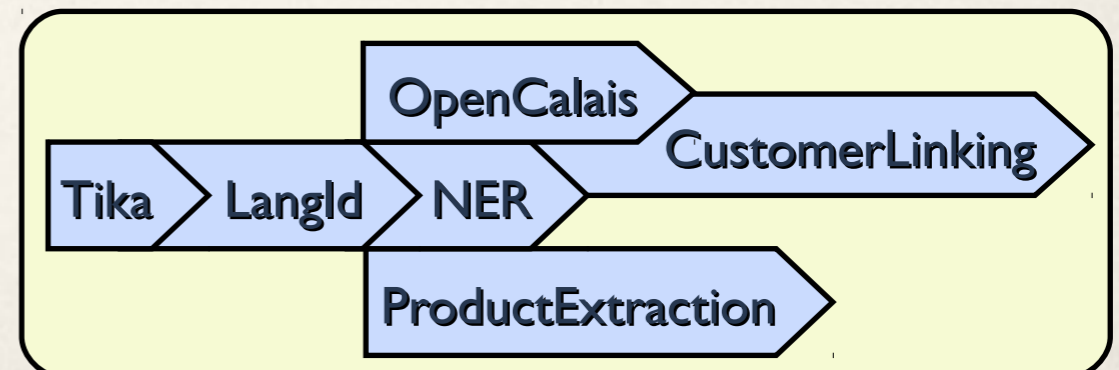 OpenCalais
CustomerLinking
Tika LangId NER
ProductExtraction